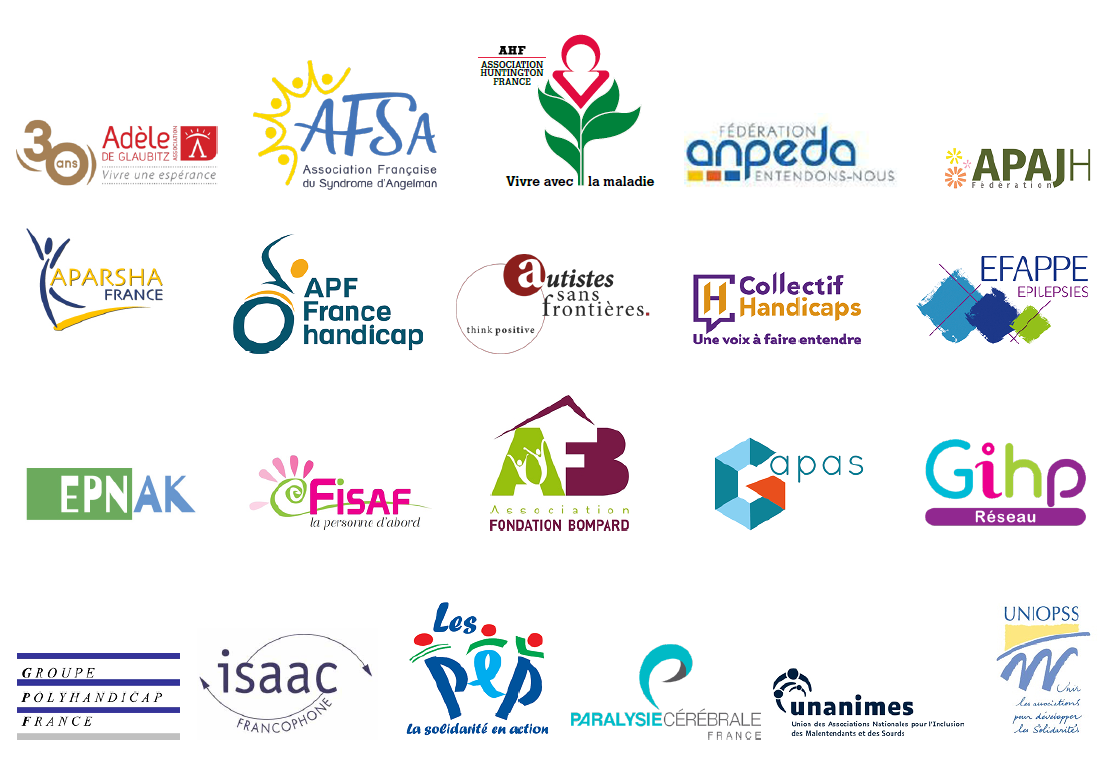 30 ans
Adèle
DE GLAUBITZ
ASSOCIATION
Vivre une espérance
AFSA
Association Française
du Syndrome d'Angelman
AHF
ASSOCIATION
HUNTINGTON
FRANCE
Vivre avec la maladie
FÉDÉRATION
anpeda
ENTENDONS-NOUS
APAJH
Fédération
APARSHA
FRANCE
APF
France
handicap
autistes
sans
frontières.
think positive
Collectif
Handicaps
Une voix à faire entendre
EFAPPE
EPILEPSIES
EPNAK
FISAF
la personne d'abord
AFB
Association
FONDATION BOMPARD
Gapas
Gihp
Réseau
GROUPE
POLYHANDICAP
FRANCE
isaac
FRANCOPHONE
Les
pep
La solidarité en action
PARALYSIE CÉRÉBRALE
FRANCE
unanimes
Union des Associations Nationales pour l'Inclusion
des Malentendants et des Sourds
UNIOPSS
Unir
les associations
pour développer
les Solidarités